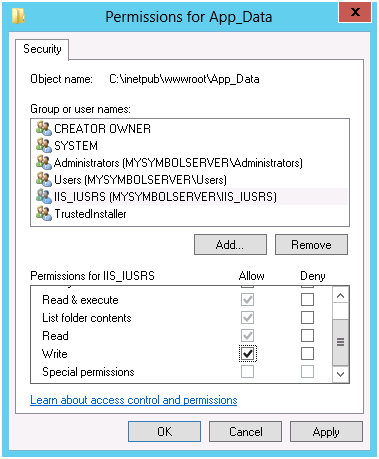 Permissions for App_Data
Security
Object name: C:\inetpub\wwwroot\App_Data
Group or user names:
CREATOR OWNER
SYSTEM
Administrators (MYSYMBOLSERVER\Administrators)
Users (MYSYMBOLSERVER\Users)
IIS_IUSRS (MYSYMBOLSERVER\IIS_IUSRS)
TrustedInstaller
Add... Remove
Permissions for IIS_IUSRS Allow Deny
Read & execute
List folder contents
Read
Write
Special permissions
Learn about access control and permissions
OK Cancel Apply